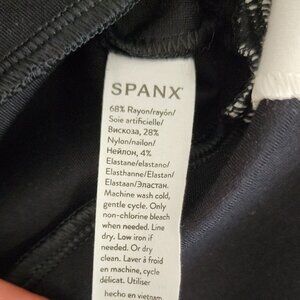 SPANX®
68% Rayon/rayón/
Soie artificielle/
Вискоза, 28%
Nylon/nailon/
Нейлон, 4%
Elastane/elastano/
Elasthanne/Elastan/
Elastaan/Эластан.
Machine wash cold,
gentle cycle. Only
non-chlorine bleach
when needed. Line
dry. Low iron if
needed. Or dry
clean. Laver à froid
en machine, cycle
délicat. Utiliser
hecho en vietnam